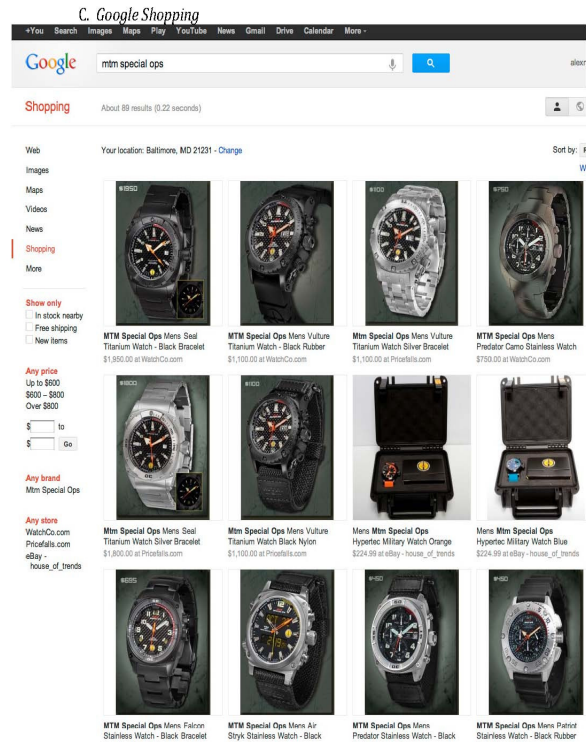 C. Google Shopping
+You Search Images Maps Play YouTube News Gmail Drive Calendar More -
Google mtm special ops
Shopping About 89 results (0.22 seconds)
Web
Images
Maps
Videos
News
Shopping
More
Show only
In stock nearby
Free shipping
New items
Any price
Up to $600
$600 – $800
Over $800
$ to
$ Go
Any brand
Mtm Special Ops
Any store
WatchCo.com
Pricefalls.com
eBay -
house_of_trends
Your location: Baltimore, MD 21231 - Change
Sort by:
$1950
$1100
$750
MTM Special Ops Mens Seal
Titanium Watch - Black Bracelet
$1,950.00 at WatchCo.com
MTM Special Ops Mens Vulture
Titanium Watch - Black Rubber
$1,100.00 at WatchCo.com
Mtm Special Ops Mens Vulture
Titanium Watch Silver Bracelet
$1,100.00 at Pricefalls.com
MTM Special Ops Mens
Predator Camo Stainless Watch
$750.00 at WatchCo.com
$1800
$1100
Mtm Special Ops Mens Seal
Titanium Watch Silver Bracelet
$1,800.00 at Pricefalls.com
Mtm Special Ops Mens Vulture
Titanium Watch Black Nylon
$1,100.00 at Pricefalls.com
Mens Mtm Special Ops
Hypertec Military Watch Orange
$224.99 at eBay - house_of_trends
Mens Mtm Special Ops
Hypertec Military Watch Blue
$224.99 at eBay - house_of_trends
$695
$450
$450
MTM Special Ops Mens Falcon
Stainless Watch - Black Bracelet
MTM Special Ops Mens Air
Stryk Stainless Watch - Black
MTM Special Ops Mens
Predator Stainless Watch - Black
MTM Special Ops Mens Patriot
Stainless Watch - Black Rubber